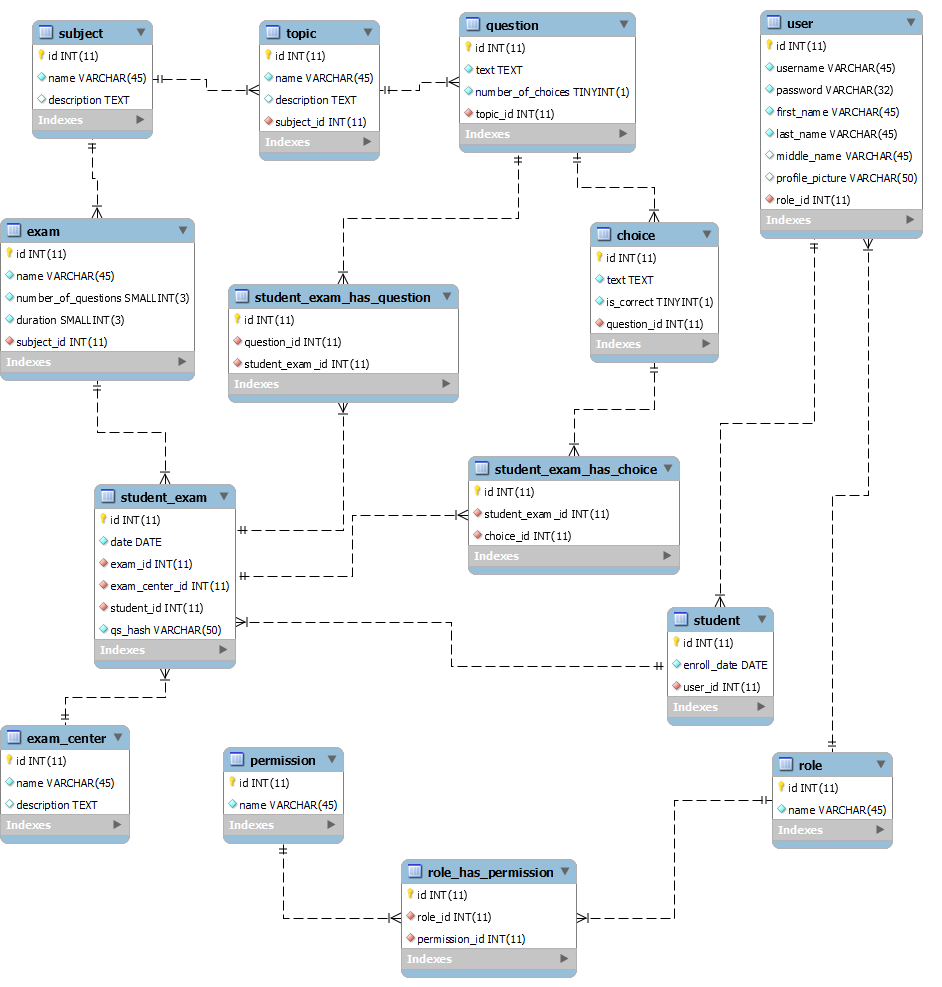 subject
id INT(11)
name VARCHAR(45)
description TEXT
Indexes
topic
id INT(11)
name VARCHAR(45)
description TEXT
subject_id INT(11)
Indexes
question
id INT(11)
text TEXT
number_of_choices TINYINT(1)
topic_id INT(11)
Indexes
user
id INT(11)
username VARCHAR(45)
password VARCHAR(32)
first_name VARCHAR(45)
last_name VARCHAR(45)
middle_name VARCHAR(45)
profile_picture VARCHAR(50)
role_id INT(11)
Indexes
exam
id INT(11)
name VARCHAR(45)
number_of_questions SMALLINT(3)
duration SMALLINT(3)
subject_id INT(11)
Indexes
student_exam_has_question
id INT(11)
question_id INT(11)
student_exam_id INT(11)
Indexes
choice
id INT(11)
text TEXT
is_correct TINYINT(1)
question_id INT(11)
Indexes
student_exam
id INT(11)
date DATE
exam_id INT(11)
exam_center_id INT(11)
student_id INT(11)
qs_hash VARCHAR(50)
Indexes
student_exam_has_choice
id INT(11)
student_exam_id INT(11)
choice_id INT(11)
Indexes
student
id INT(11)
enroll_date DATE
user_id INT(11)
Indexes
exam_center
id INT(11)
name VARCHAR(45)
description TEXT
Indexes
permission
id INT(11)
name VARCHAR(45)
Indexes
role
id INT(11)
name VARCHAR(45)
Indexes
role_has_permission
id INT(11)
role_id INT(11)
permission_id INT(11)
Indexes